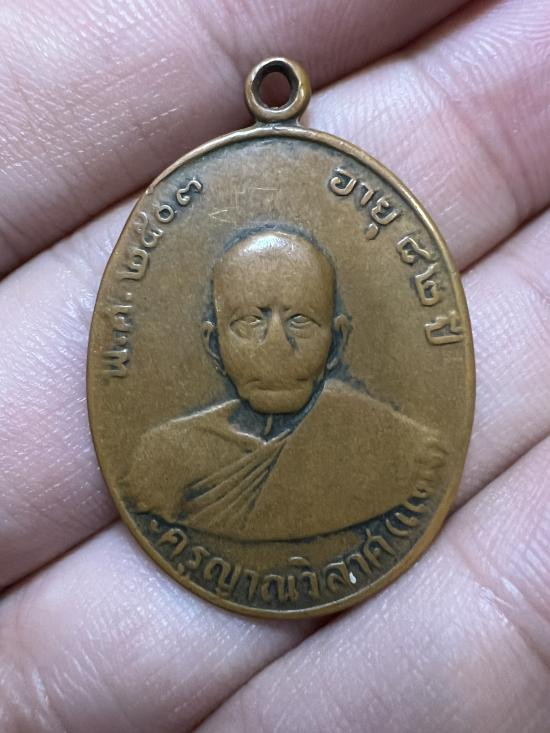 พ.ศ. ๒๕๐๓
อายุ ๘๒ ปี
ครูญาณวิลาศ (แดง)